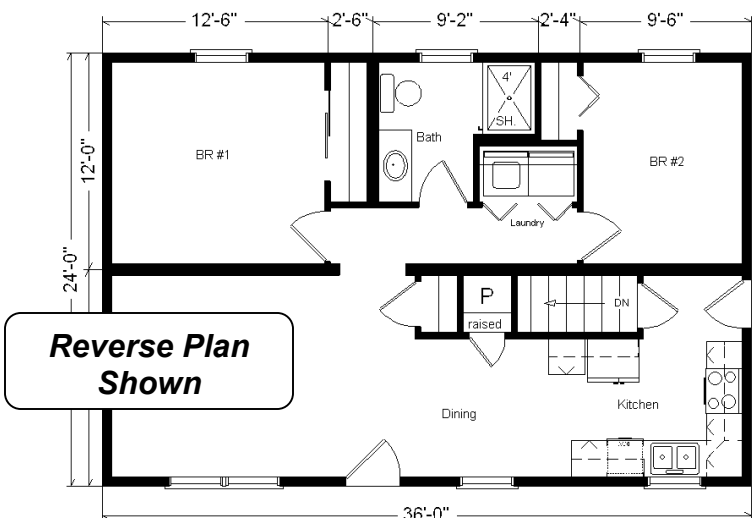 12'-6" 2'-6" 9'-2" 2'-4" 9'-6"
4'
SH.
Bath
BR #1
BR #2
12'-0"
Laundry
24'-0"
P
raised
DN
Reverse Plan
Shown
Dining
Kitchen
36'-0"